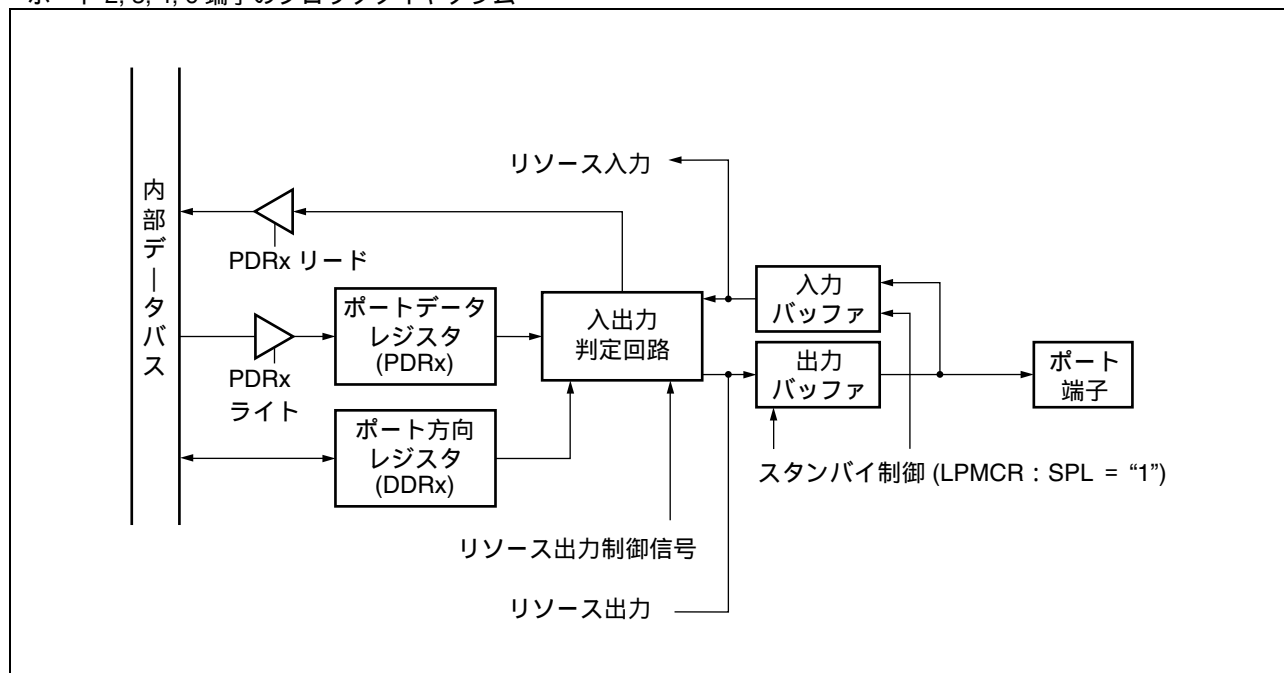 リソース入力
内部データバス
PDRx リード
ポートデータ
レジスタ
(PDRx)
入出力
判定回路
入力
バッファ
出力
バッファ
ポート
端子
PDRx
ライト
ポート方向
レジスタ
(DDRx)
スタンバイ制御 (LPMCR : SPL = “1”)
リソース出力制御信号
リソース出力